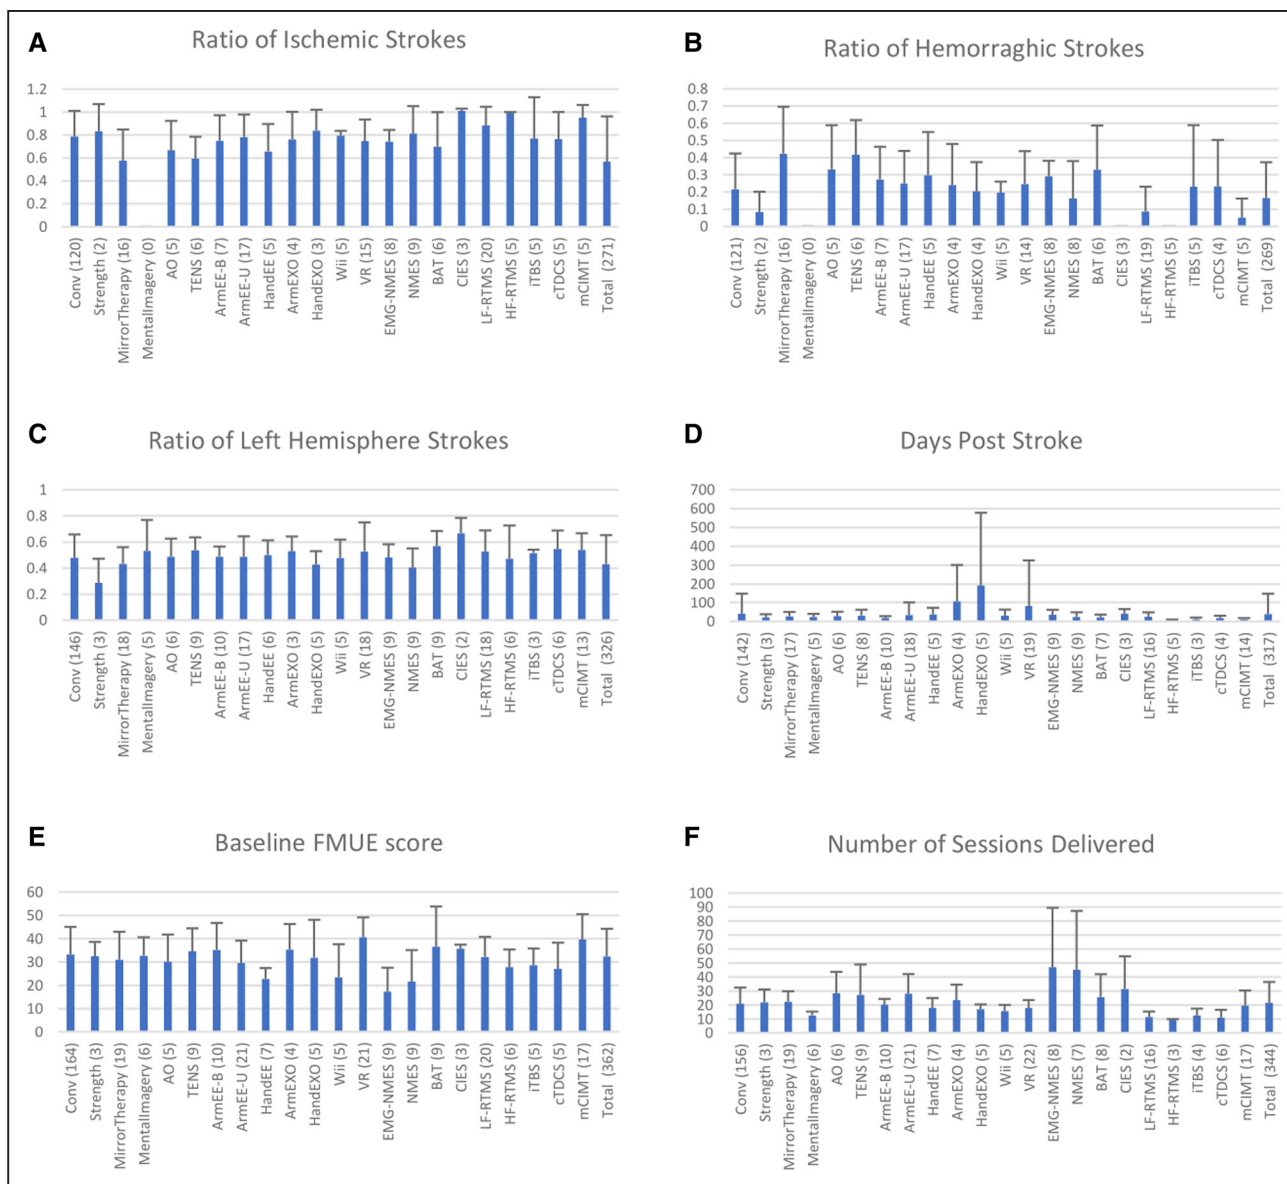 A
Ratio of Ischemic Strokes
1.2
1
0.8
0.6
0.4
0.2
0
Conv (120)
Strength (2)
MirrorTherapy (16)
MentalImagery (0)
AO (5)
TENS (6)
ArmEE-B (7)
ArmEE-U (17)
HandEE (5)
ArmEXO (4)
HandEXO (3)
Wii (5)
VR (15)
EMG-NMES (8)
NMES (9)
BAT (6)
CIES (3)
LF-RTMS (20)
HF-RTMS (5)
iTBS (5)
cTDCS (5)
mCIMT (5)
Total (271)
B
Ratio of Hemorraghic Strokes
0.8
0.7
0.6
0.5
0.4
0.3
0.2
0.1
0
Conv (121)
Strength (2)
MirrorTherapy (16)
MentalImagery (0)
AO (5)
TENS (6)
ArmEE-B (7)
ArmEE-U (17)
HandEE (5)
ArmEXO (4)
HandEXO (4)
Wii (5)
VR (14)
EMG-NMES (8)
NMES (8)
BAT (6)
CIES (3)
LF-RTMS (19)
HF-RTMS (5)
iTBS (5)
cTDCS (4)
mCIMT (5)
Total (269)
C
Ratio of Left Hemisphere Strokes
1
0.8
0.6
0.4
0.2
0
Conv (146)
Strength (3)
MirrorTherapy (18)
MentalImagery (5)
AO (6)
TENS (9)
ArmEE-B (10)
ArmEE-U (17)
HandEE (6)
ArmEXO (3)
HandEXO (5)
Wii (5)
VR (18)
EMG-NMES (9)
NMES (9)
BAT (9)
CIES (2)
LF-RTMS (18)
HF-RTMS (6)
iTBS (3)
cTDCS (6)
mCIMT (13)
Total (326)
D
Days Post Stroke
700
600
500
400
300
200
100
0
Conv (142)
Strength (3)
MirrorTherapy (17)
MentalImagery (5)
AO (6)
TENS (8)
ArmEE-B (10)
ArmEE-U (18)
HandEE (5)
ArmEXO (4)
HandEXO (5)
Wii (5)
VR (19)
EMG-NMES (9)
NMES (9)
BAT (7)
CIES (3)
LF-RTMS (16)
HF-RTMS (5)
iTBS (3)
cTDCS (4)
mCIMT (14)
Total (317)
E
Baseline FMUE score
60
50
40
30
20
10
0
Conv (164)
Strength (3)
MirrorTherapy (19)
MentalImagery (6)
AO (5)
TENS (9)
ArmEE-B (10)
ArmEE-U (21)
HandEE (7)
ArmEXO (4)
HandEXO (5)
Wii (5)
VR (21)
EMG-NMES (9)
NMES (9)
BAT (9)
CIES (3)
LF-RTMS (20)
HF-RTMS (6)
iTBS (5)
cTDCS (5)
mCIMT (17)
Total (362)
F
Number of Sessions Delivered
100
90
80
70
60
50
40
30
20
10
0
Conv (156)
Strength (3)
MirrorTherapy (19)
MentalImagery (6)
AO (6)
TENS (9)
ArmEE-B (10)
ArmEE-U (21)
HandEE (7)
ArmEXO (4)
HandEXO (5)
Wii (5)
VR (22)
EMG-NMES (8)
NMES (7)
BAT (8)
CIES (2)
LF-RTMS (16)
HF-RTMS (3)
iTBS (4)
cTDCS (6)
mCIMT (17)
Total (344)